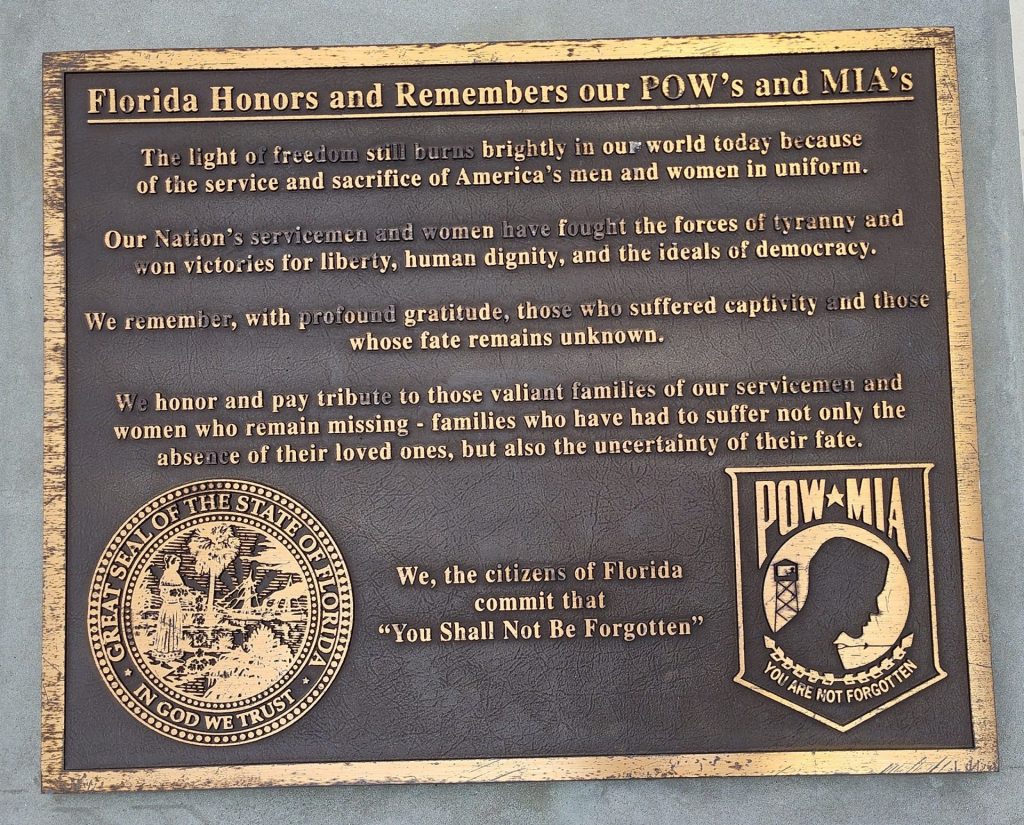 Florida Honors and Remembers our POW's and MIA's
The light of freedom still burns brightly in our world today because
of the service and sacrifice of America's men and women in uniform.
Our Nation's servicemen and women have fought the forces of tyranny and
won victories for liberty, human dignity, and the ideals of democracy.
We remember, with profound gratitude, those who suffered captivity and those
whose fate remains unknown.
We honor and pay tribute to those valiant families of our servicemen and
women who remain missing - families who have had to suffer not only the
absence of their loved ones, but also the uncertainty of their fate.
GREAT SEAL OF THE STATE OF FLORIDA
IN GOD WE TRUST
We, the citizens of Florida
commit that
"You Shall Not Be Forgotten"
POW★MIA
YOU ARE NOT FORGOTTEN